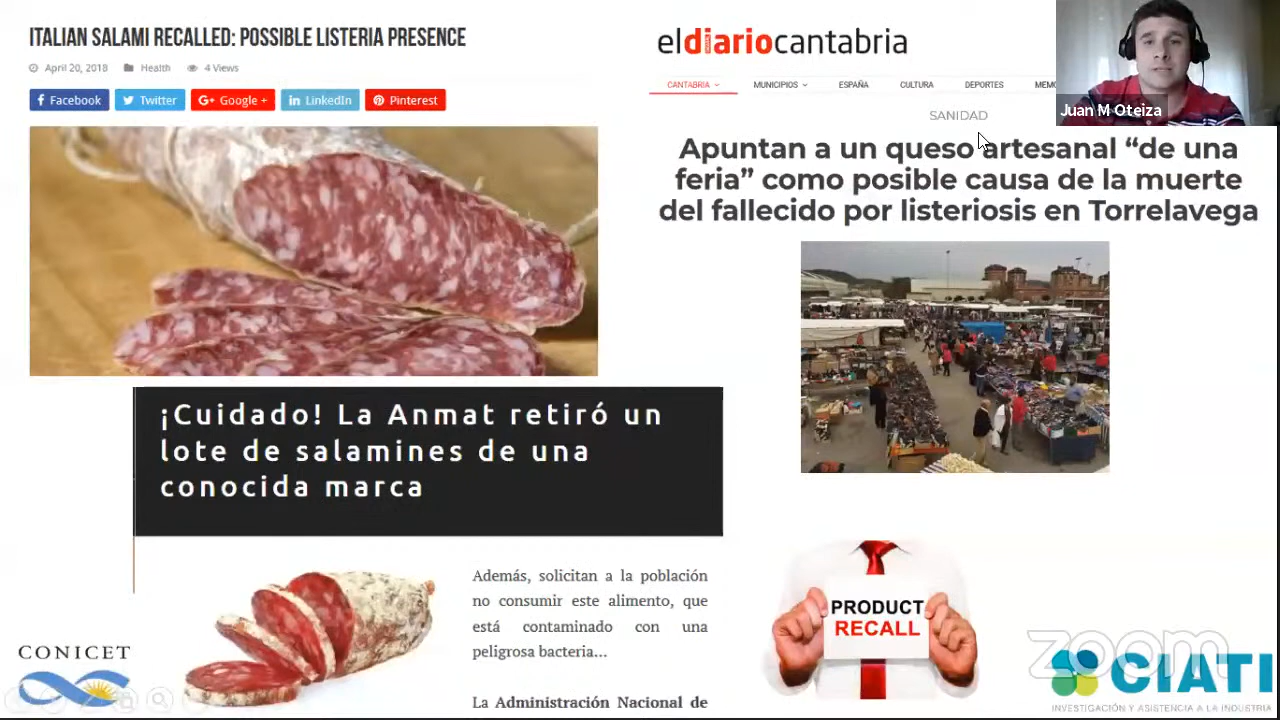 ITALIAN SALAMI RECALLED: POSSIBLE LISTERIA PRESENCE
April 20, 2018 Health 4 Views
Facebook Twitter Google + LinkedIn Pinterest
eldiariocantabria
CANTABRIA MUNICIPIOS ESPAÑA CULTURA DEPORTES
Juan M Oteiza
SANIDAD
Apuntan a un queso artesanal “de una
feria” como posible causa de la muerte
del fallecido por listeriosis en Torrelavega
¡Cuidado! La Anmat retiró un
lote de salamines de una
conocida marca
Además, solicitan a la población
no consumir este alimento, que
está contaminado con una
peligrosa bacteria...
La Administración Nacional de
PRODUCT
RECALL
CONICET
zoom
CIATI
INVESTIGACIÓN Y ASISTENCIA A LA INDUSTRIA